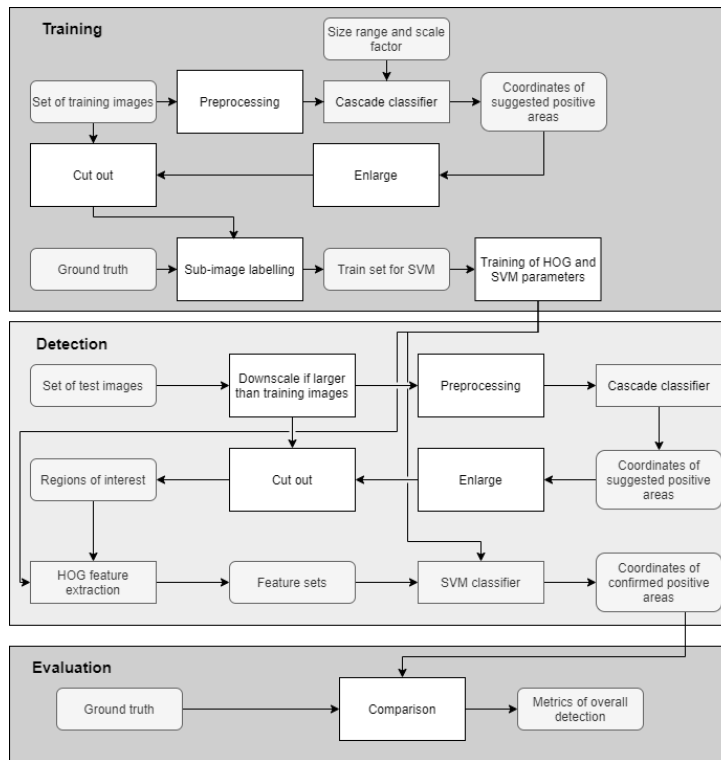 Training
Size range and scale
factor
Set of training images
Preprocessing
Cascade classifier
Coordinates of
suggested positive
areas
Cut out
Enlarge
Ground truth
Sub-image labelling
Train set for SVM
Training of HOG and
SVM parameters
Detection
Set of test images
Downscale if larger
than training images
Preprocessing
Cascade classifier
Regions of interest
Cut out
Enlarge
Coordinates of
suggested positive
areas
HOG feature
extraction
Feature sets
SVM classifier
Coordinates of
confirmed positive
areas
Evaluation
Ground truth
Comparison
Metrics of overall
detection